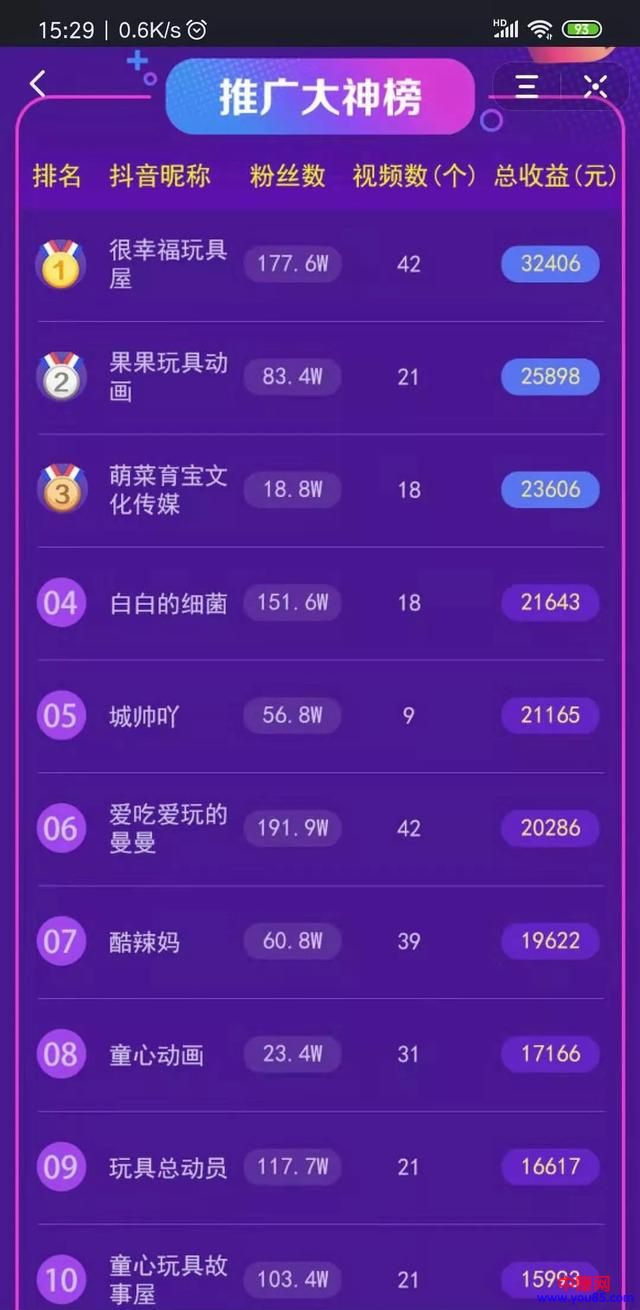 15:29 | 0.6K/s HD 93
推广大神榜
排名 抖音昵称 粉丝数 视频数(个) 总收益(元)
1 很幸福玩具屋 177.6W 42 32406
2 果果玩具动画 83.4W 21 25898
3 萌菜育宝文化传媒 18.8W 18 23606
04 白白的细菌 151.6W 18 21643
05 城帅吖 56.8W 9 21165
06 爱吃爱玩的曼曼 191.9W 42 20286
07 酷辣妈 60.8W 39 19622
08 童心动画 23.4W 31 17166
09 玩具总动员 117.7W 21 16617
10 童心玩具故事屋 103.4W 21
www.you85.com